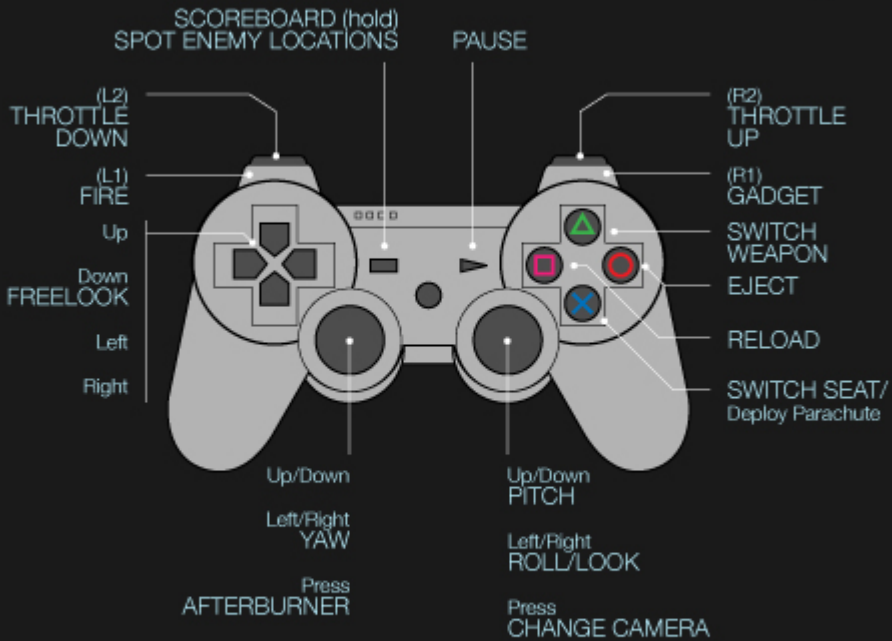 SCOREBOARD (hold)
SPOT ENEMY LOCATIONS
PAUSE
(L2)
THROTTLE
DOWN
(L1)
FIRE
Up
Down
FREELOOK
Left
Right
(R2)
THROTTLE
UP
(R1)
GADGET
SWITCH
WEAPON
EJECT
RELOAD
SWITCH SEAT/
Deploy Parachute
Up/Down
Left/Right
YAW
Press
AFTERBURNER
Up/Down
PITCH
Left/Right
ROLL/LOOK
Press
CHANGE CAMERA